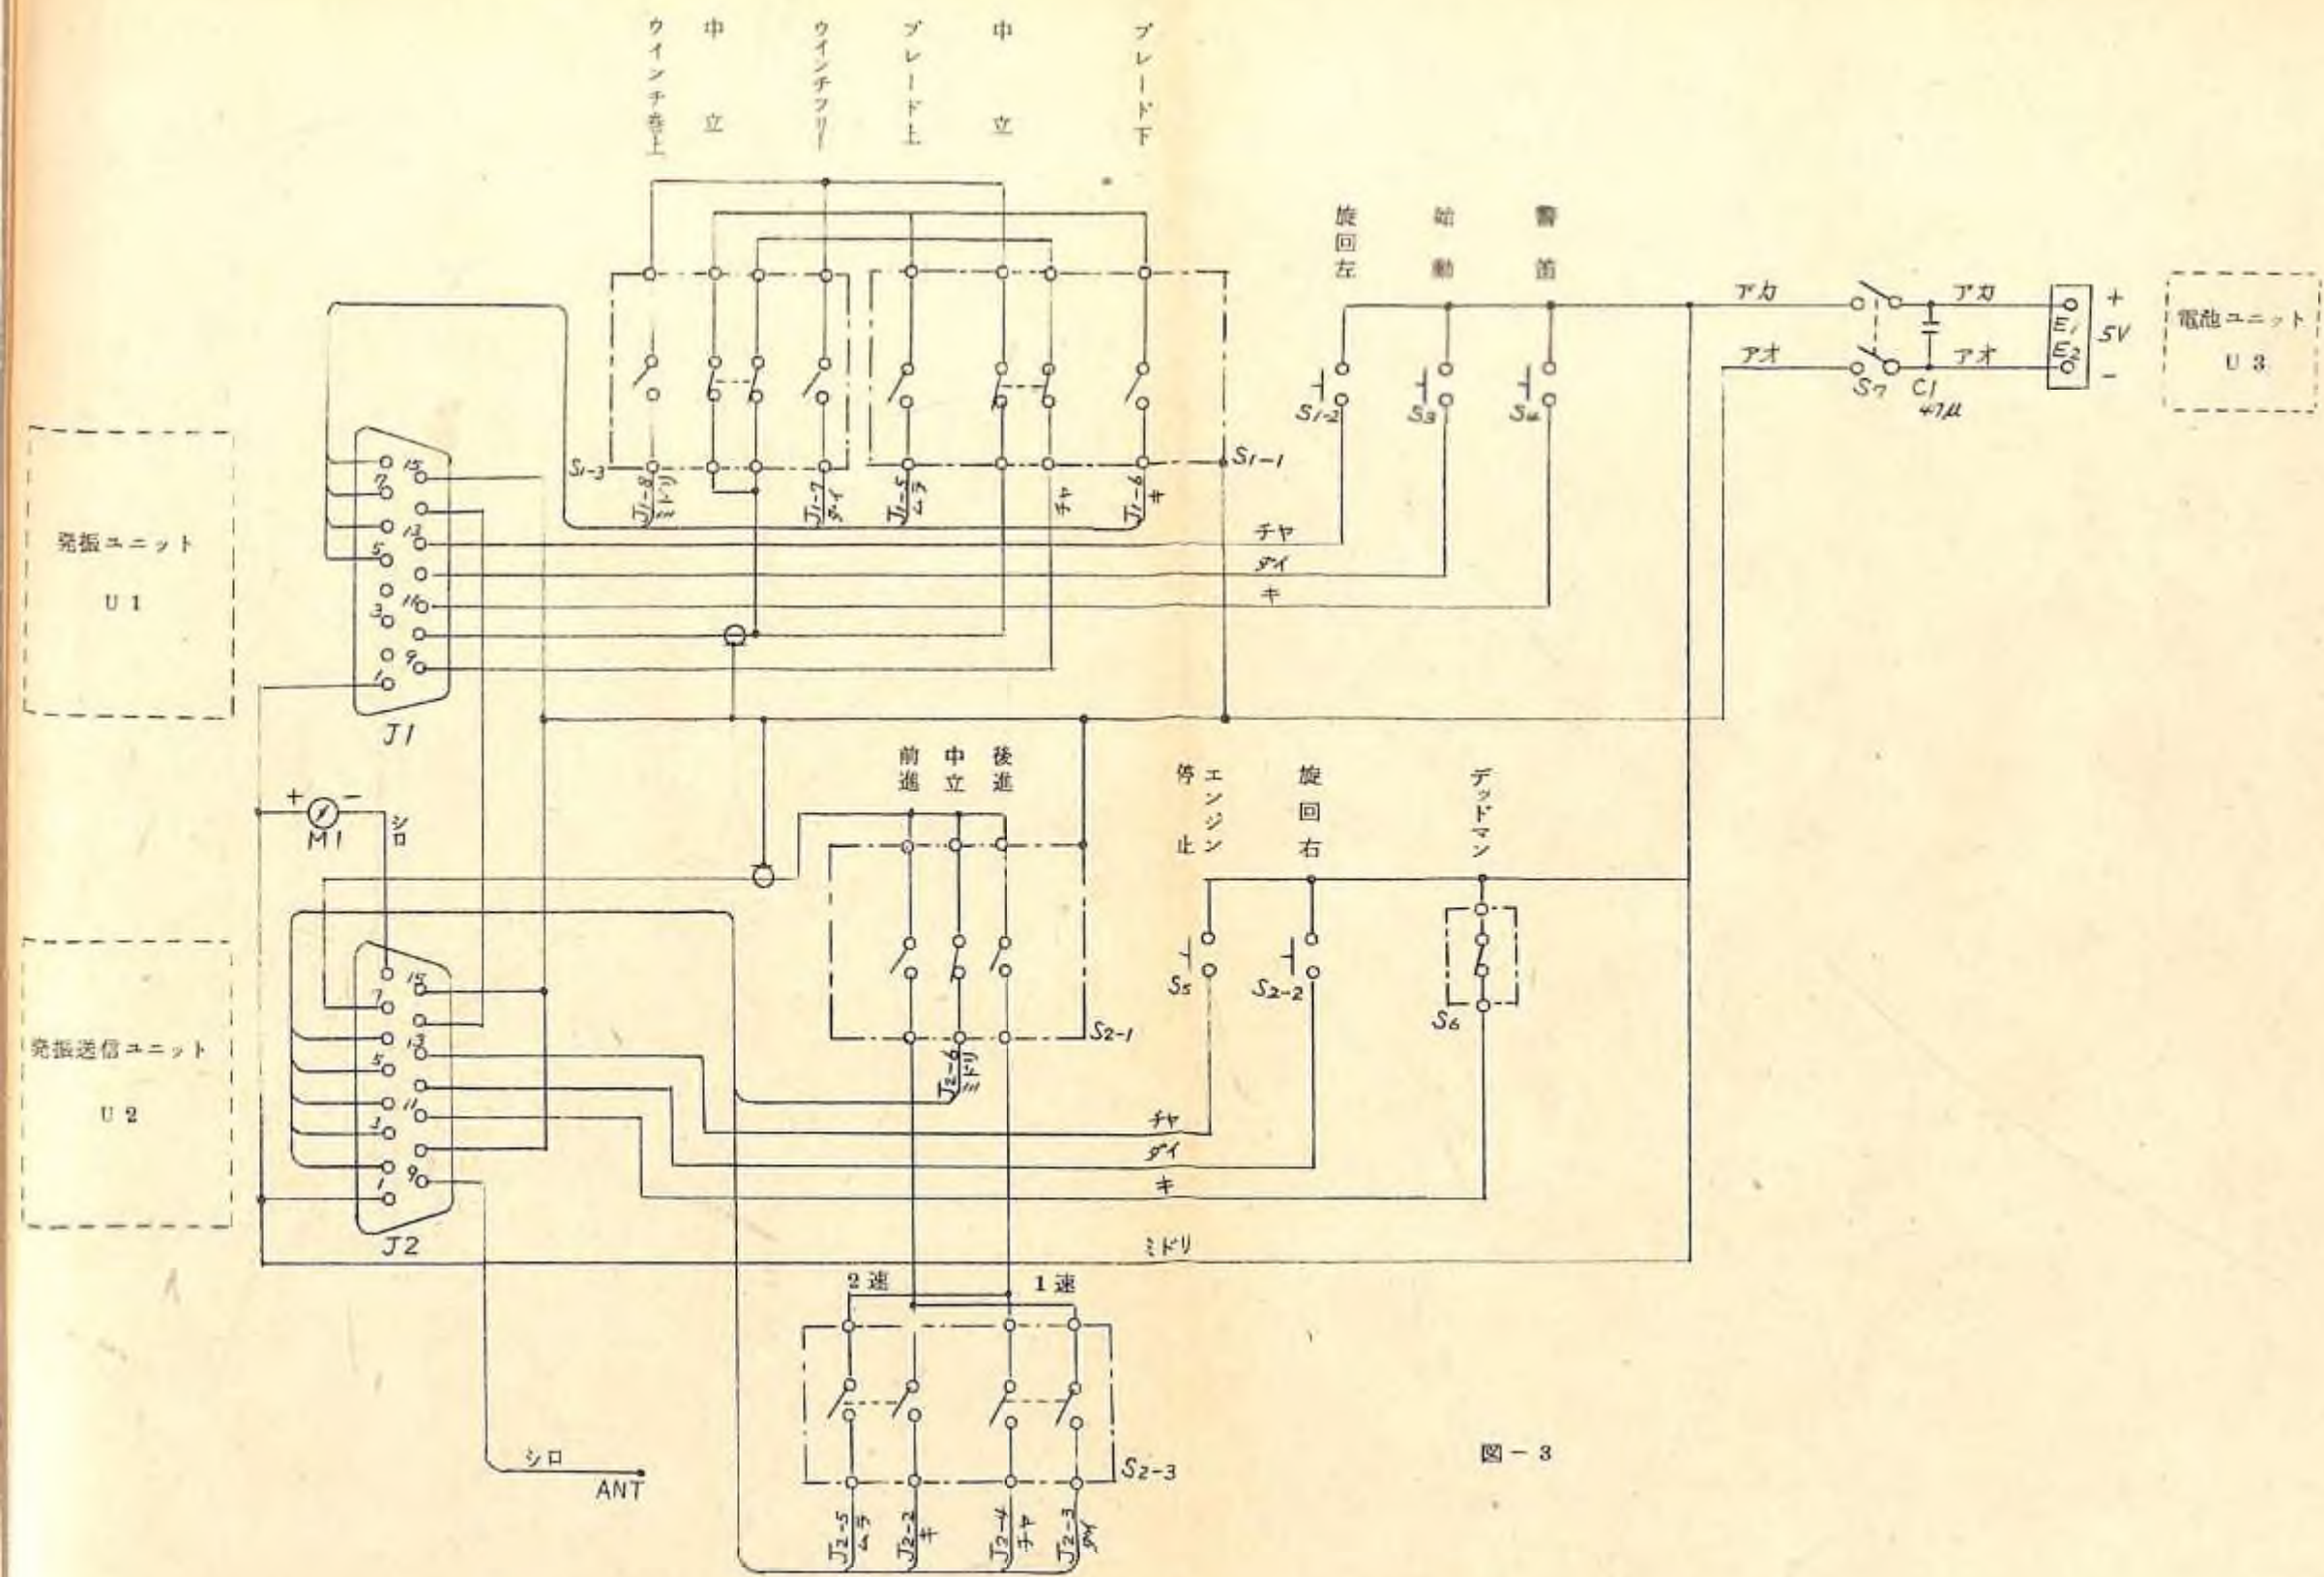 ウインチ巻上
中立
ウインチフリー
ブレード上
中立
ブレード下
旋回左
始動
警笛
アカ
アカ
+
E1
5V
E2
-
アオ
アオ
S7
C1
47μ
電池ユニット
U 3
S1-2
S3
S4
S1-3
S1-1
J1-8
ミドリ
J1-7
ダイ
J1-5
ムラ
チヤ
J1-6
キ
チヤ
ダイ
キ
発振ユニット
U 1
15
7
13
5
11
3
9
1
J1
+
-
M1
シロ
前進
中立
後進
エンジン
停止
旋回右
デッドマン
S5
S2-2
S6
S2-1
J2-6
ミドリ
発振送信ユニット
U 2
15
7
13
5
11
3
9
1
J2
チヤ
ダイ
キ
ミドリ
2速
1速
S2-3
J2-5
ムラ
J2-2
キ
J2-4
チヤ
J2-3
ダイ
シロ
ANT
図-3